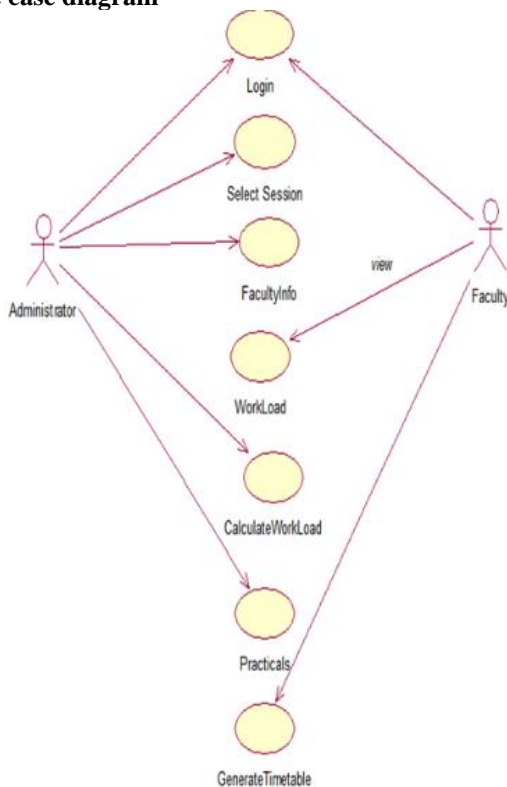 case diagram
Login
Select Session
FacultyInfo
view
Administrator
Faculty
WorkLoad
CalculateWorkLoad
Practicals
GenerateTimetable